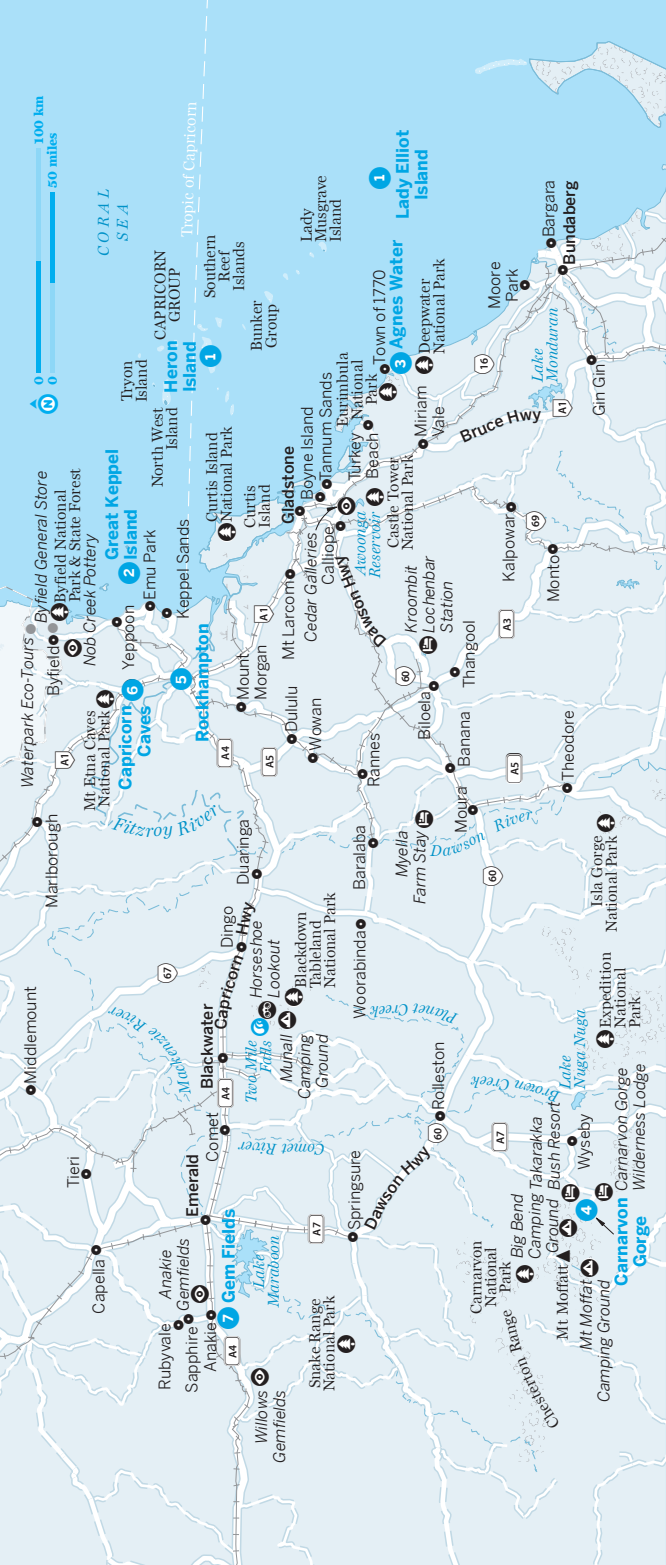 0
100 km
0
50 miles
N
CORAL
SEA
Tropic of Capricorn
Waterpark Eco-Tours
Byfield General Store
Byfield
Byfield National
Park & State Forest
Nob Creek Pottery
Great Keppel
Island
2
Yeppoon
Emu Park
Keppel Sands
Tryon
Island
North West
Island
Heron
Island
1
CAPRICORN
GROUP
Southern
Reef
Islands
Bunker
Group
Lady
Musgrave
Island
1
Lady Elliot
Island
Marlborough
A1
Mt Etna Caves
National Park
Capricorn
Caves
6
5
Rockhampton
Fitzroy River
Curtis Island
National Park
Curtis
Island
Gladstone
Boyne Island
Tannum Sands
Mt Larcom
A1
Cedar Galleries
Calliope
Awoonga
Reservoir
Castle Tower
National Park
Turkey
Beach
Eurimbula
National
Park
Town of 1770
3
Agnes Water
Deepwater
National Park
Miriam
Vale
Bruce Hwy
16
A1
Lake
Monduran
Gin Gin
Moore
Park
Bargara
Bundaberg
Mount
Morgan
A4
A5
Dululu
Wowan
Rannes
Dawson Hwy
60
Kroombit
Lochenbar
Station
Biloela
Thangool
A3
Monto
Kalpowar
69
Banana
A5
Moura
Theodore
Dawson River
Myella
Farm Stay
Baralaba
Duaringa
Dingo
Capricorn Hwy
67
Horseshoe
Lookout
Blackdown
Tableland
National Park
Two Mile
Falls
Munall
Camping
Ground
Woorabinda
60
Isla Gorge
National Park
Expedition
National
Park
Planet Creek
Middlemount
Mackenzie River
Blackwater
A4
Comet
Comet River
Rolleston
60
Brown Creek
Lake
Nuga Nuga
A7
Wyseby
Takarakka
Bush Resort
Carnarvon Gorge
Wilderness Lodge
4
Carnarvon
Gorge
Big Bend
Camping
Ground
Carnarvon
National
Park
Mt Moffatt
Mt Moffat
Camping Ground
Chesterton Range
Tieri
Capella
Emerald
A7
Springsure
Dawson Hwy
Lake
Maraboon
7
Gem Fields
Anakie
Gemfields
Rubyvale
Sapphire
Anakie
A4
Willows
Gemfields
Snake Range
National Park